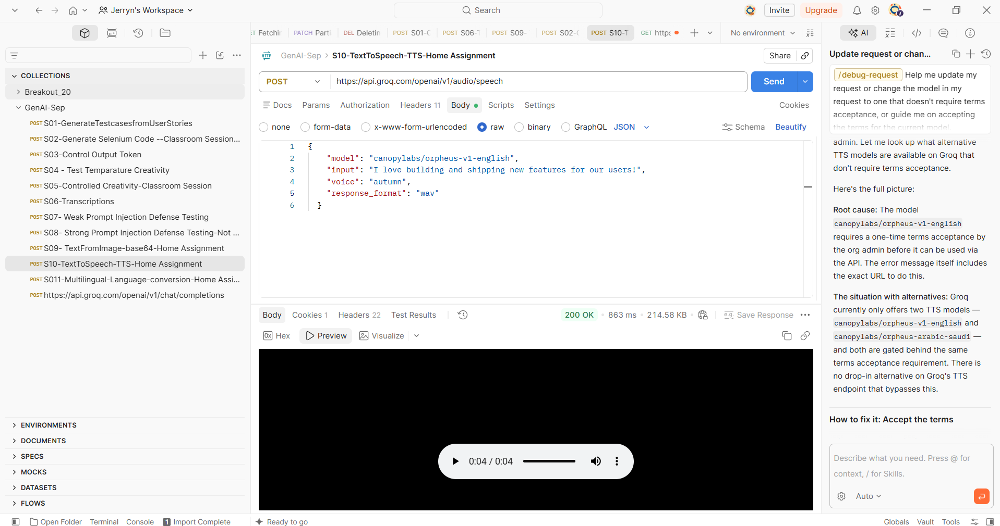 Jerryn's Workspace
Search
Invite
Upgrade
J
COLLECTIONS
Breakout_20
GenAI-Sep
POST S01-GenerateTestcasesfromUserStories
POST S02-Generate Selenium Code --Classroom Session...
POST S03-Control Output Token
POST S04 - Test Temparature Creativity
POST S05-Controlled Creativity-Classroom Session
POST S06-Transcriptions
POST S07- Weak Prompt Injection Defense Testing
POST S08- Strong Prompt Injection Defense Testing-Not ...
POST S09- TextFromImage-base64-Home Assignment
POST S10-TextToSpeech-TTS-Home Assignment
POST S011-Multilingual-Language-conversion-Home Assi...
POST https://api.groq.com/openai/v1/chat/completions
ENVIRONMENTS
DOCUMENTS
SPECS
MOCKS
DATASETS
FLOWS
ET Fetchin
PATCH Parti
DEL Deletin
POST S01-G
POST S06-T
POST S09-
POST S02-G
POST S10-T
GET https
No environment
HTTP GenAI-Sep > S10-TextToSpeech-TTS-Home Assignment
Share
POST https://api.groq.com/openai/v1/audio/speech
Send
Docs Params Authorization Headers 11 Body Scripts Settings
Cookies
none form-data x-www-form-urlencoded raw binary GraphQL JSON
Schema Beautify
1 {
2 "model": "canopylabs/orpheus-v1-english",
3 "input": "I love building and shipping new features for our users!",
4 "voice": "autumn",
5 "response_format": "wav"
6 }
Body Cookies 1 Headers 22 Test Results
200 OK • 863 ms • 214.58 KB
e.g. Save Response
0x Hex Preview Visualize
0:04 / 0:04
AI
Update request or chan...
/debug-request Help me update my
request or change the model in my
request to one that doesn't require terms
acceptance, or guide me on accepting
the terms for the current model
admin. Let me look up what alternative
TTS models are available on Groq that
don't require terms acceptance.
Here's the full picture:
Root cause: The model
canopylabs/orpheus-v1-english
requires a one-time terms acceptance by
the org admin before it can be used via
the API. The error message itself includes
the exact URL to do this.
The situation with alternatives: Groq
currently only offers two TTS models —
canopylabs/orpheus-v1-english and
canopylabs/orpheus-arabic-saudi —
and both are gated behind the same
terms acceptance requirement. There is
no drop-in alternative on Groq's TTS
endpoint that bypasses this.
How to fix it: Accept the terms
Describe what you need. Press @ for
context, / for Skills.
Auto
Open Folder Terminal Console 1 Import Complete
Ready to go
Globals Vault Tools